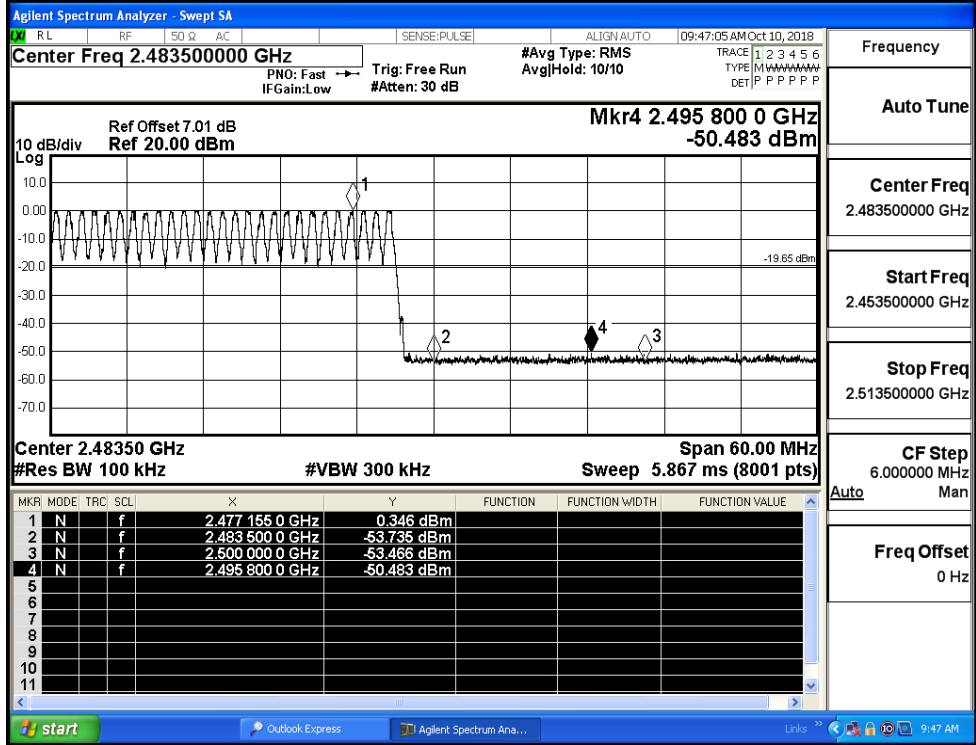 Agilent Spectrum Analyzer - Swept SA
LXI RL RF 50 Ω AC SENSE:PULSE ALIGN AUTO 09:47:05 AM Oct 10, 2018
Center Freq 2.483500000 GHz
PNO: Fast
IFGain:Low
Trig: Free Run
#Atten: 30 dB
#Avg Type: RMS
Avg|Hold: 10/10
TRACE 1 2 3 4 5 6
TYPE M WWWWW
DET P P P P P P
Ref Offset 7.01 dB
10 dB/div Ref 20.00 dBm
Log
Mkr4 2.495 800 0 GHz
-50.483 dBm
10.0
0.00
-10.0
-20.0
-30.0
-40.0
-50.0
-60.0
-70.0
1
2
4
3
-19.65 dBm
Center 2.48350 GHz Span 60.00 MHz
#Res BW 100 kHz #VBW 300 kHz Sweep 5.867 ms (8001 pts)
MKR MODE TRC SCL X Y FUNCTION FUNCTION WIDTH FUNCTION VALUE
1 N f 2.477 155 0 GHz 0.346 dBm
2 N f 2.483 500 0 GHz -53.735 dBm
3 N f 2.500 000 0 GHz -53.466 dBm
4 N f 2.495 800 0 GHz -50.483 dBm
5
6
7
8
9
10
11
Frequency
Auto Tune
Center Freq
2.483500000 GHz
Start Freq
2.453500000 GHz
Stop Freq
2.513500000 GHz
CF Step
6.000000 MHz
Auto Man
Freq Offset
0 Hz
start Outlook Express Agilent Spectrum Ana... Links » 9:47 AM